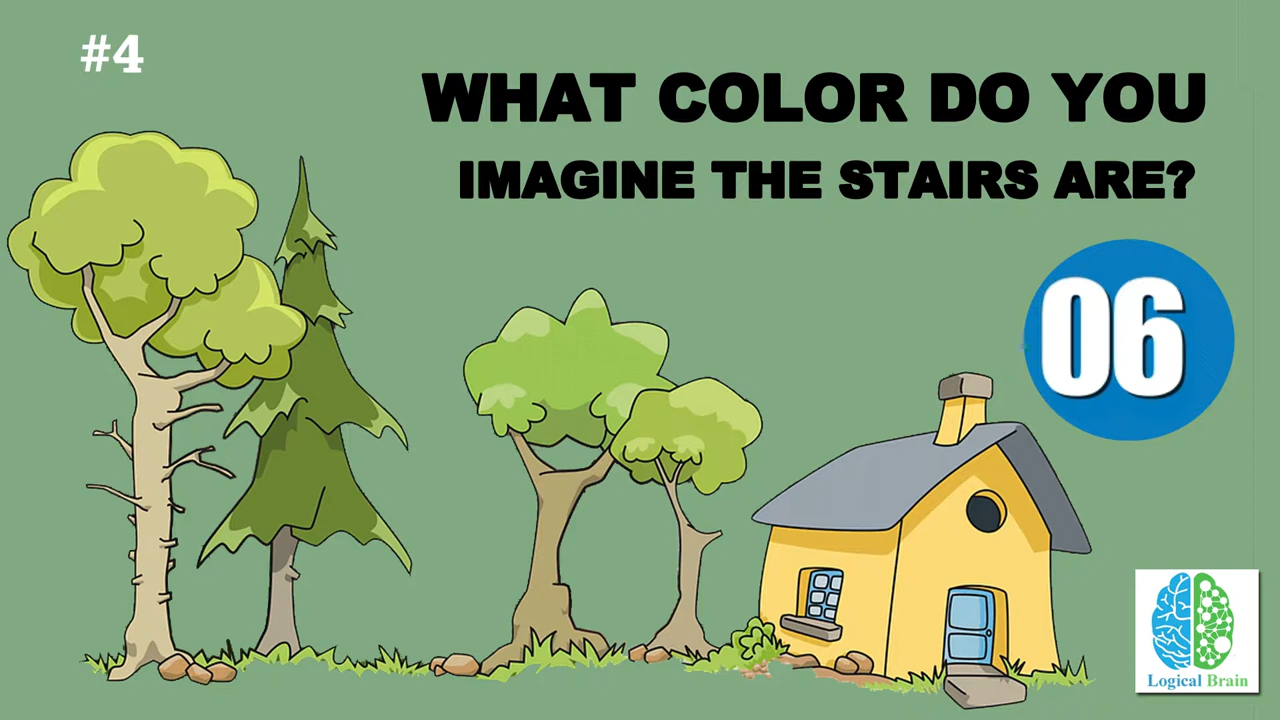 #4
WHAT COLOR DO YOU
IMAGINE THE STAIRS ARE?
06
Logical Brain